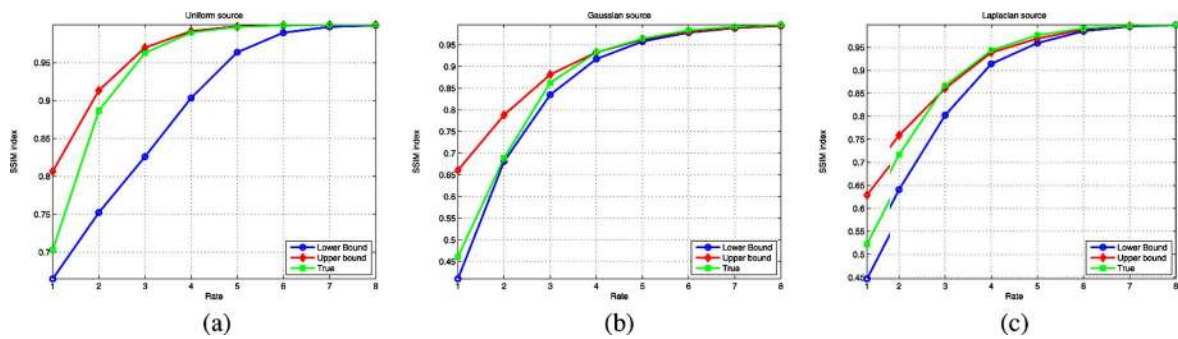 Uniform source
SSIM index
0.95
0.9
0.85
0.8
0.75
0.7
1 2 3 4 5 6 7 8
Rate
Lower Bound
Upper bound
True
(a)
Gaussian source
SSIM index
0.95
0.9
0.85
0.8
0.75
0.7
0.65
0.6
0.55
0.5
0.45
1 2 3 4 5 6 7 8
Rate
Lower Bound
Upper bound
True
(b)
Laplacian source
SSIM index
0.95
0.9
0.85
0.8
0.75
0.7
0.65
0.6
0.55
0.5
0.45
1 2 3 4 5 6 7 8
Rate
Lower Bound
Upper bound
True
(c)